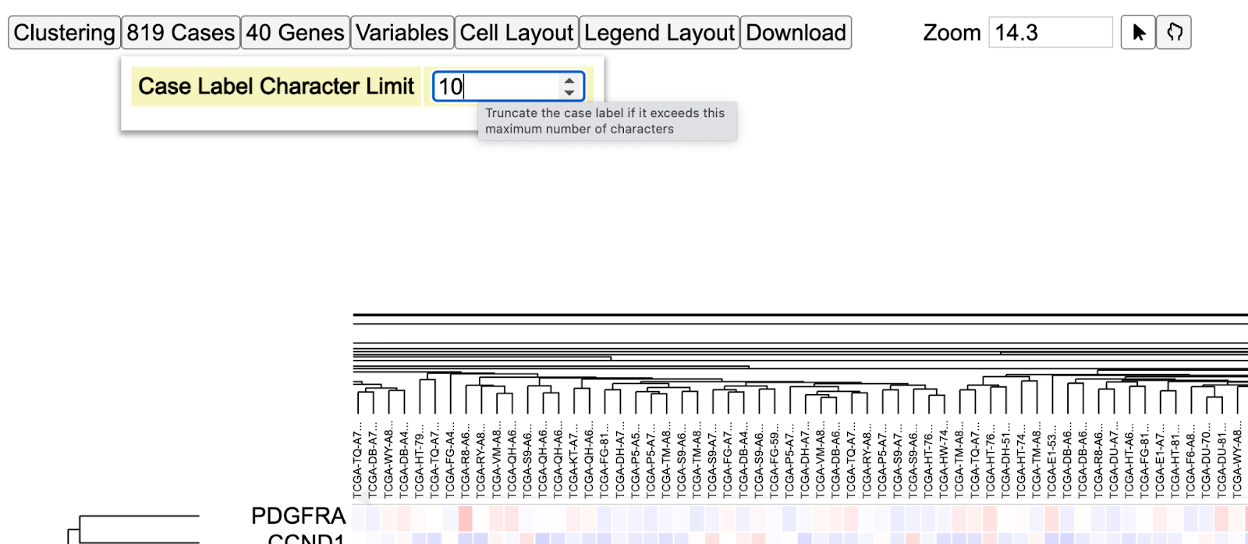 Clustering 819 Cases 40 Genes Variables Cell Layout Legend Layout Download Zoom 14.3
Case Label Character Limit 10
Truncate the case label if it exceeds this
maximum number of characters
TCGA-TQ-A7...
TCGA-DB-A7...
TCGA-WY-A8...
TCGA-DB-A4...
TCGA-HT-79...
TCGA-TQ-A7...
TCGA-FG-A4...
TCGA-R8-A6...
TCGA-RY-A8...
TCGA-VM-A8...
TCGA-QH-A6...
TCGA-S9-A6...
TCGA-QH-A6...
TCGA-QH-A6...
TCGA-KT-A7...
TCGA-QH-A6...
TCGA-FG-81...
TCGA-DH-A7...
TCGA-P5-A5...
TCGA-P5-A7...
TCGA-TM-A8...
TCGA-S9-A6...
TCGA-TM-A8...
TCGA-S9-A7...
TCGA-FG-A7...
TCGA-DB-A4...
TCGA-S9-A6...
TCGA-FG-59...
TCGA-P5-A7...
TCGA-DH-A7...
TCGA-VM-A8...
TCGA-DB-A6...
TCGA-TQ-A7...
TCGA-RY-A8...
TCGA-P5-A7...
TCGA-S9-A7...
TCGA-S9-A6...
TCGA-HT-76...
TCGA-HW-74...
TCGA-TM-A8...
TCGA-TQ-A7...
TCGA-HT-76...
TCGA-DH-51...
TCGA-HT-74...
TCGA-TM-A8...
TCGA-E1-53...
TCGA-DB-A6...
TCGA-DB-A6...
TCGA-R8-A6...
TCGA-DU-A7...
TCGA-HT-A6...
TCGA-FG-81...
TCGA-E1-A7...
TCGA-HT-81...
TCGA-F6-A8...
TCGA-DU-70...
TCGA-DU-81...
TCGA-WY-A8...
PDGFRA
CCND1